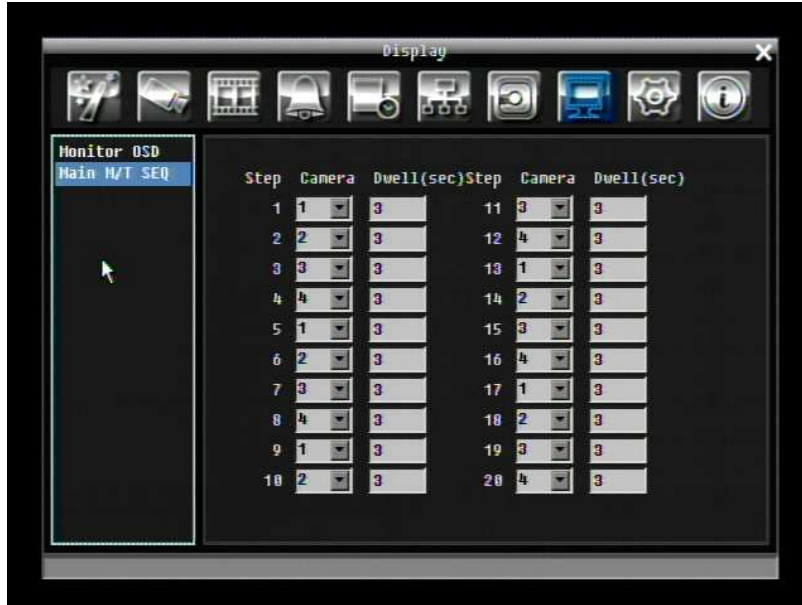 Display
Monitor OSD
Main M/T SEQ
Step Camera Dwell(sec)Step Camera Dwell(sec)
1 1 3 11 3 3
2 2 3 12 4 3
3 3 3 13 1 3
4 4 3 14 2 3
5 1 3 15 3 3
6 2 3 16 4 3
7 3 3 17 1 3
8 4 3 18 2 3
9 1 3 19 3 3
10 2 3 20 4 3